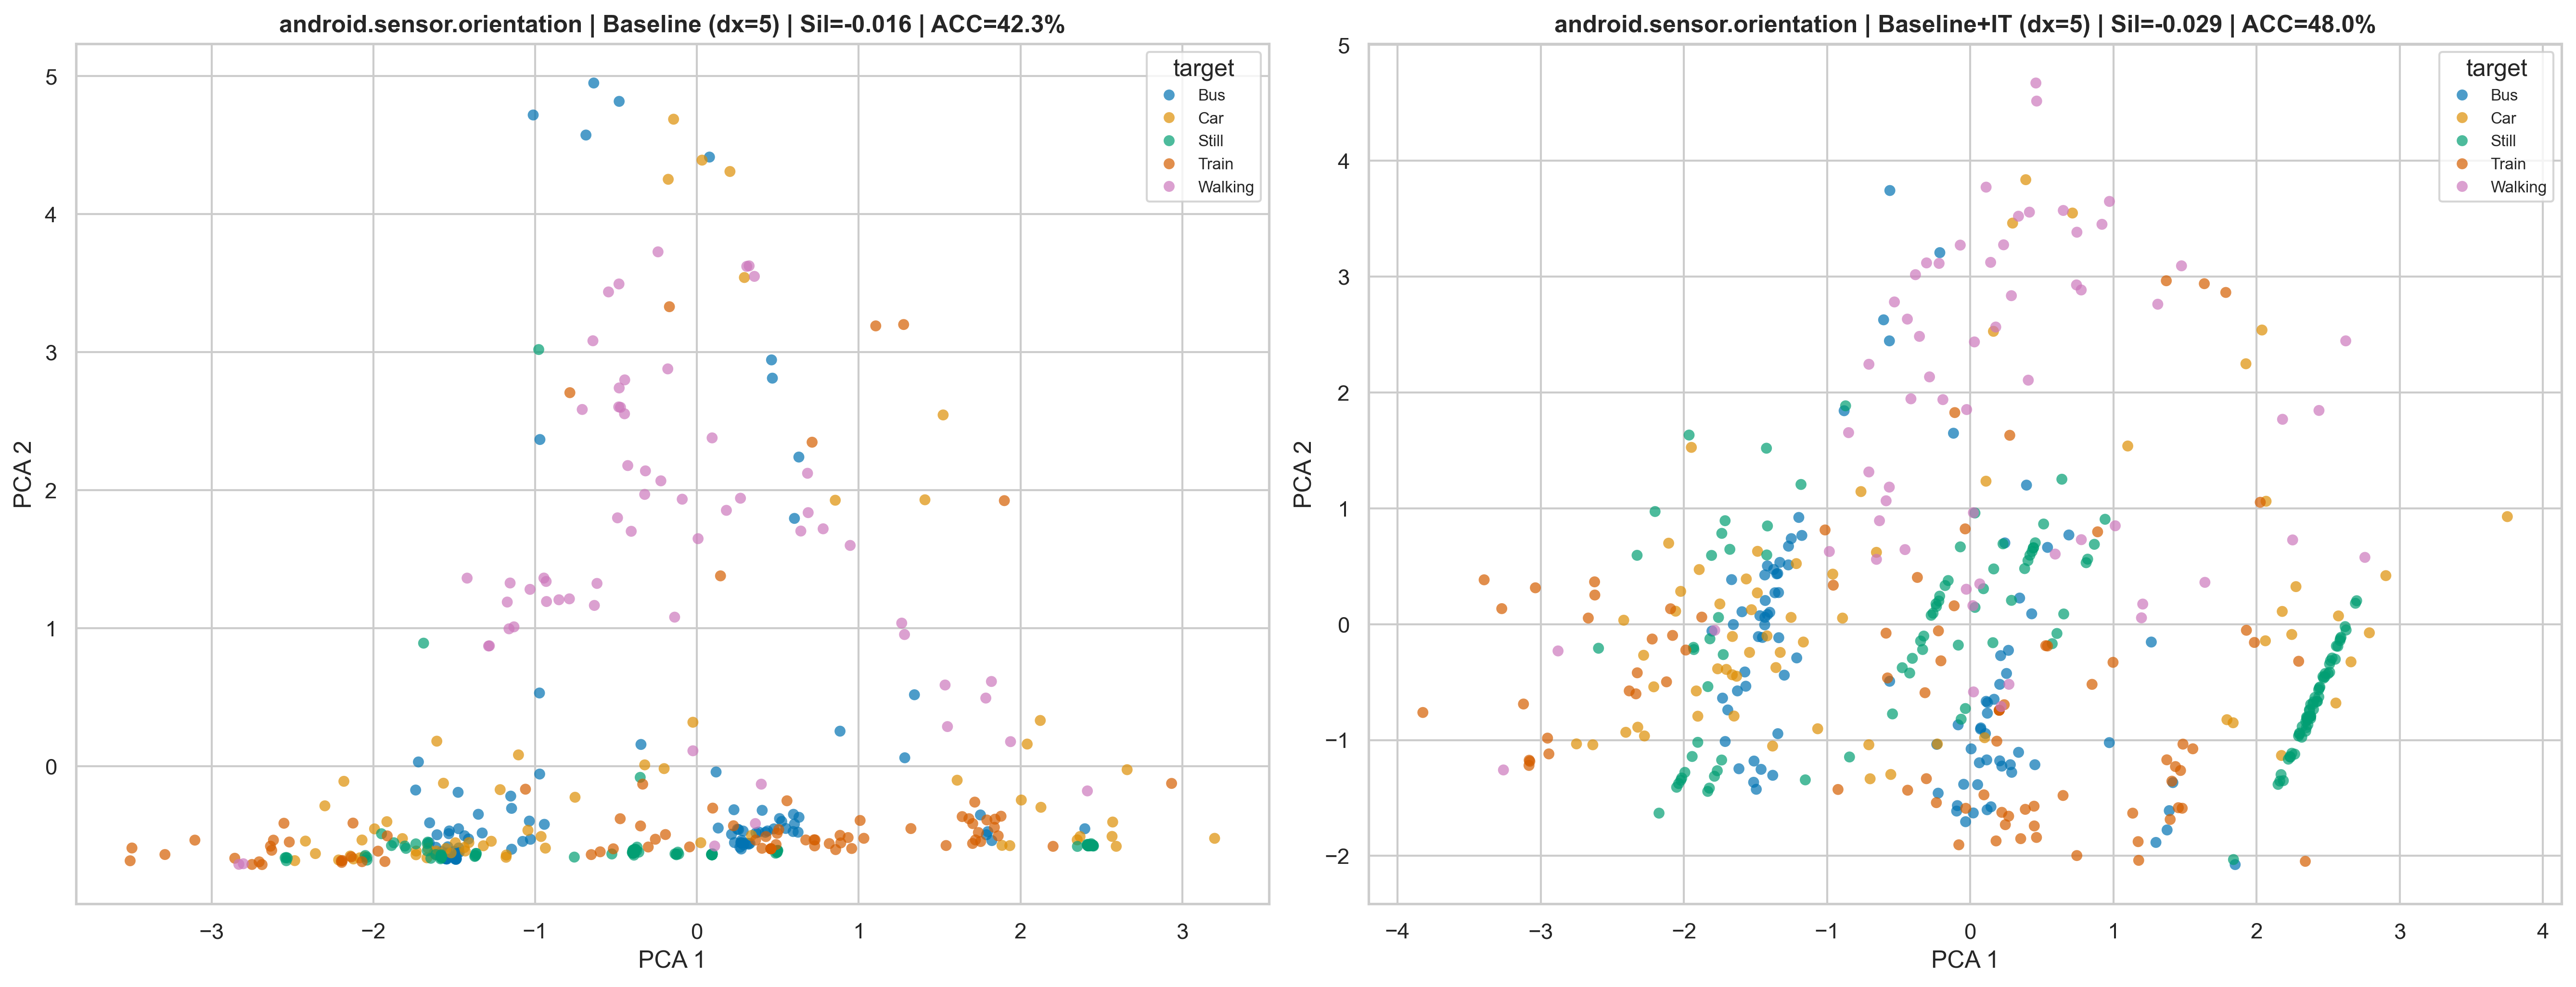 android.sensor.orientation | Baseline (dx=5) | Sil=-0.016 | ACC=42.3%
target
Bus
Car
Still
Train
Walking
5
4
3
2
1
0
PCA 2
−3
−2
−1
0
1
2
3
PCA 1
android.sensor.orientation | Baseline+IT (dx=5) | Sil=-0.029 | ACC=48.0%
target
Bus
Car
Still
Train
Walking
5
4
3
2
1
0
−1
−2
PCA 2
−4
−3
−2
−1
0
1
2
3
4
PCA 1